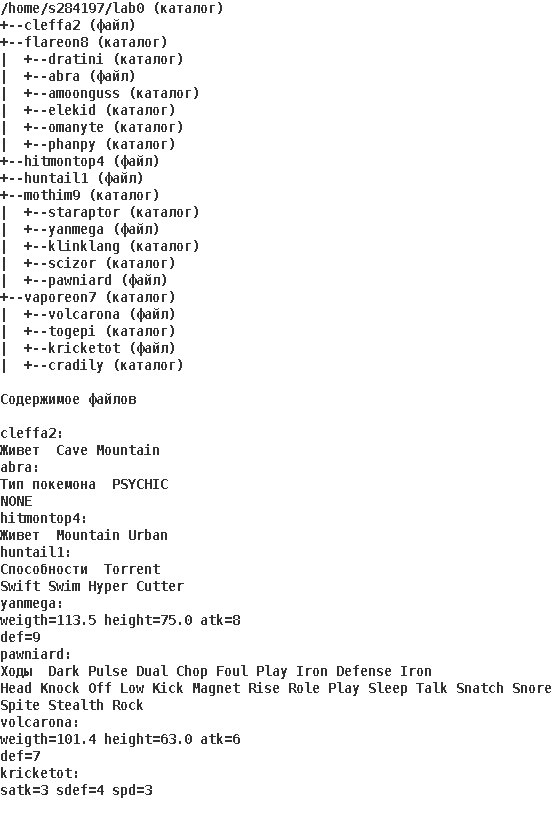 /home/s284197/lab0 (каталог)
+--cleffa2 (файл)
+--flareon8 (каталог)
|  +--dratini (каталог)
|  +--abra (файл)
|  +--amoonguss (каталог)
|  +--elekid (каталог)
|  +--omanyte (каталог)
|  +--phanpy (каталог)
+--hitmontop4 (файл)
+--huntail1 (файл)
+--mothim9 (каталог)
|  +--staraptor (каталог)
|  +--yanmega (файл)
|  +--klinklang (каталог)
|  +--scizor (каталог)
|  +--pawniard (файл)
+--vaporeon7 (каталог)
|  +--volcarona (файл)
|  +--togepi (каталог)
|  +--kricketot (файл)
|  +--cradily (каталог)
Содержимое файлов
cleffa2:
Живет  Cave Mountain
abra:
Тип покемона  PSYCHIC
NONE
hitmontop4:
Живет  Mountain Urban
huntail1:
Способности  Torrent
Swift Swim Hyper Cutter
yanmega:
weigth=113.5 height=75.0 atk=8
def=9
pawniard:
Ходы  Dark Pulse Dual Chop Foul Play Iron Defense Iron
Head Knock Off Low Kick Magnet Rise Role Play Sleep Talk Snatch Snore
Spite Stealth Rock
volcarona:
weigth=101.4 height=63.0 atk=6
def=7
kricketot:
satk=3 sdef=4 spd=3